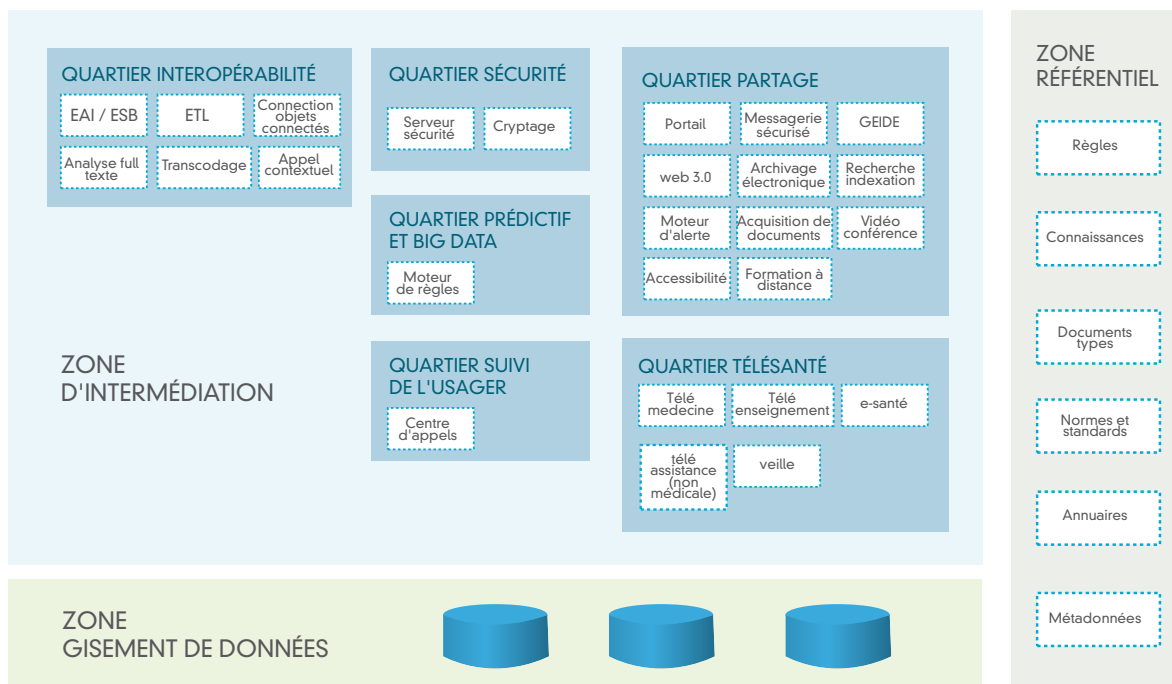 QUARTIER INTEROPÉRABILITÉ
EAI / ESB
ETL
Connection
objets
connectés
Analyse full
texte
Transcodage
Appel
contextuel
QUARTIER SÉCURITÉ
Serveur
sécurité
Cryptage
QUARTIER PRÉDICTIF
ET BIG DATA
Moteur
de règles
QUARTIER SUIVI
DE L'USAGER
Centre
d'appels
QUARTIER PARTAGE
Portail
Messagerie
sécurisé
GEIDE
web 3.0
Archivage
électronique
Recherche
indexation
Moteur
d'alerte
Acquisition de
documents
Vidéo
conférence
Accessibilité
Formation à
distance
QUARTIER TÉLÉSANTÉ
Télé
medecine
Télé
enseignement
e-santé
télé
assistance
(non
médicale)
veille
ZONE
D'INTERMÉDIATION
ZONE
GISEMENT DE DONNÉES
ZONE
RÉFÉRENTIEL
Règles
Connaissances
Documents
types
Normes et
standards
Annuaires
Métadonnées